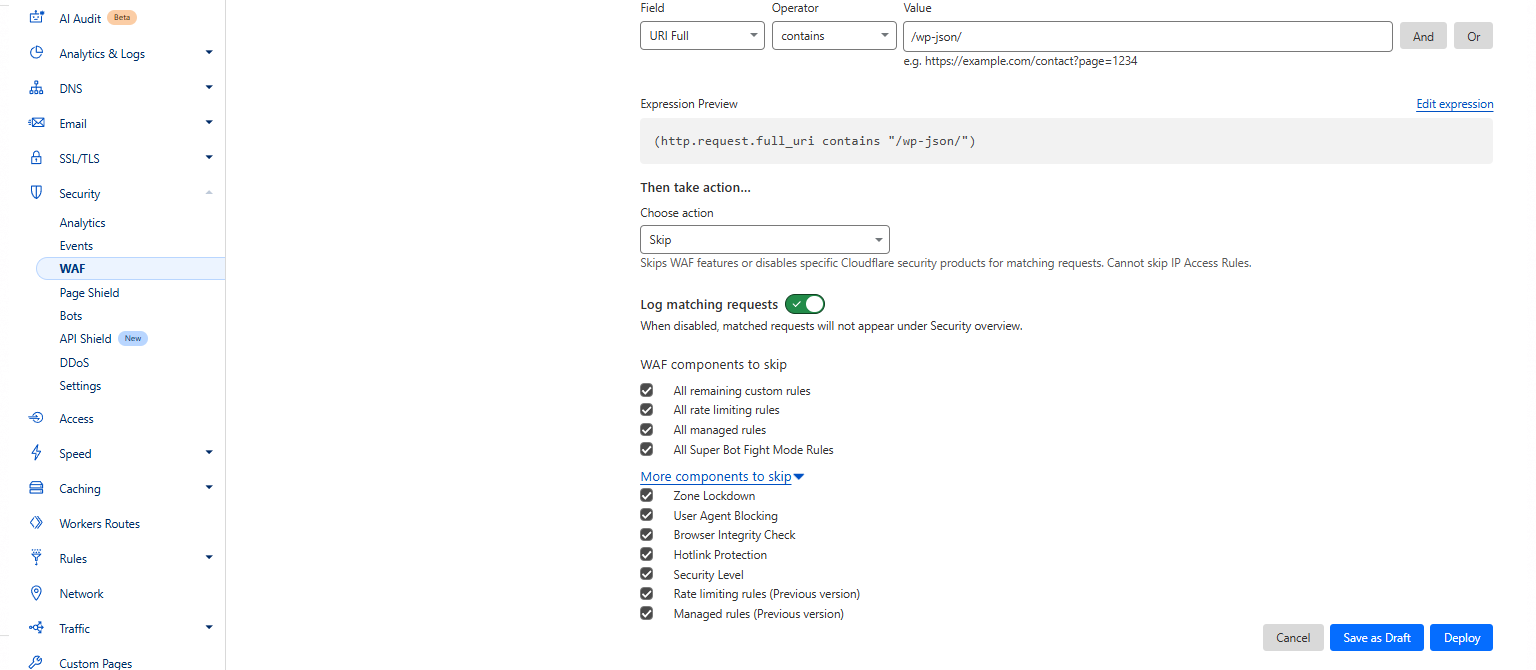 AI Audit Beta
Analytics & Logs
DNS
Email
SSL/TLS
Security
Analytics
Events
WAF
Page Shield
Bots
API Shield New
DDoS
Settings
Access
Speed
Caching
Workers Routes
Rules
Network
Traffic
Custom Pages
Field Operator Value
URI Full contains /wp-json/ And Or
e.g. https://example.com/contact?page=1234
Expression Preview Edit expression
(http.request.full_uri contains "/wp-json/")
Then take action...
Choose action
Skip
Skips WAF features or disables specific Cloudflare security products for matching requests. Cannot skip IP Access Rules.
Log matching requests
When disabled, matched requests will not appear under Security overview.
WAF components to skip
All remaining custom rules
All rate limiting rules
All managed rules
All Super Bot Fight Mode Rules
More components to skip
Zone Lockdown
User Agent Blocking
Browser Integrity Check
Hotlink Protection
Security Level
Rate limiting rules (Previous version)
Managed rules (Previous version)
Cancel Save as Draft Deploy